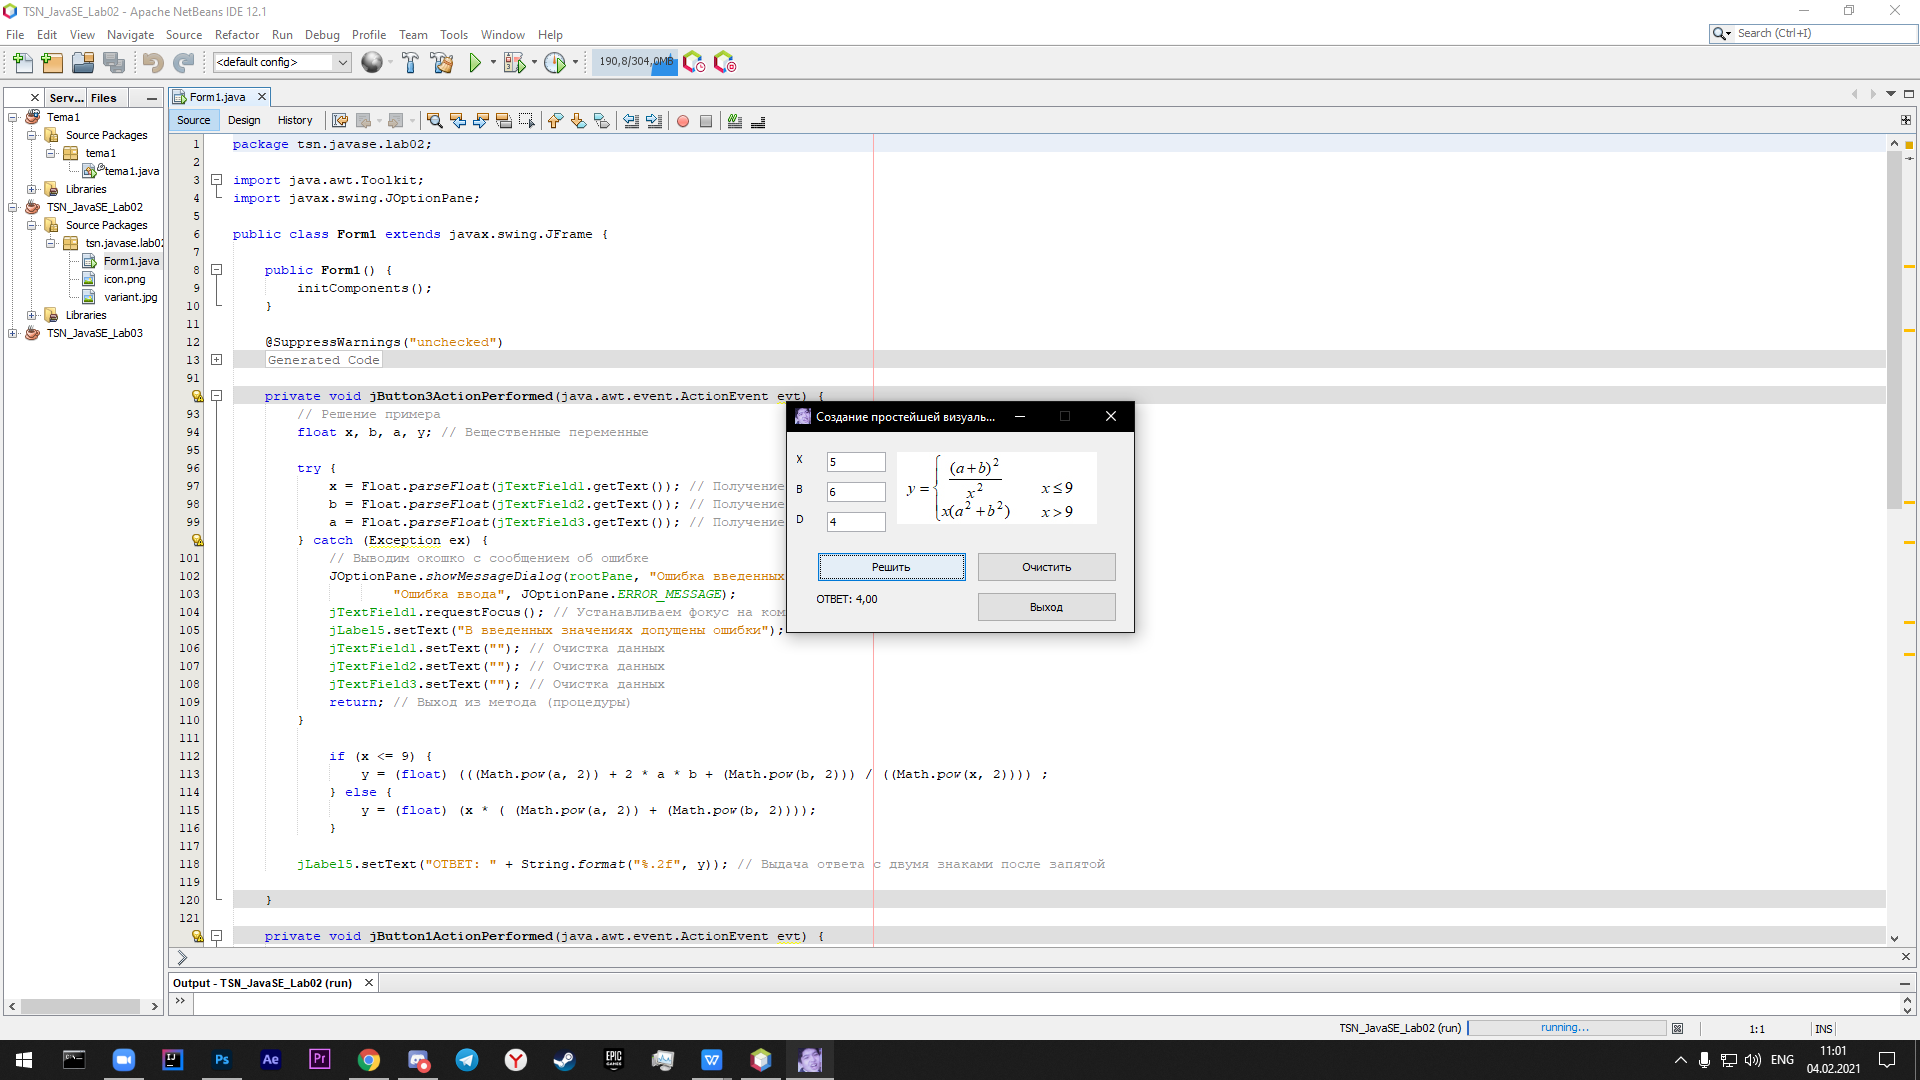 TSN_JavaSE_Lab02 - Apache NetBeans IDE 12.1
File Edit View Navigate Source Refactor Run Debug Profile Team Tools Window Help
Search (Ctrl+I)
<default config>
190,8/304,0MB
Serv... Files
Form1.java
Source Design History
Tema1
Source Packages
tema1
tema1.java
Libraries
TSN_JavaSE_Lab02
Source Packages
tsn.javase.lab02
Form1.java
icon.png
variant.jpg
Libraries
TSN_JavaSE_Lab03
1 package tsn.javase.lab02;
2
3 import java.awt.Toolkit;
4 import javax.swing.JOptionPane;
5
6 public class Form1 extends javax.swing.JFrame {
7
8 public Form1() {
9 initComponents();
10 }
11
12 @SuppressWarnings("unchecked")
13 Generated Code
91
private void jButton3ActionPerformed(java.awt.event.ActionEvent evt) {
93 // Решение примера
94 float x, b, a, y; // Вещественные переменные
95
96 try {
97 x = Float.parseFloat(jTextField1.getText()); // Получение
98 b = Float.parseFloat(jTextField2.getText()); // Получение
99 a = Float.parseFloat(jTextField3.getText()); // Получение
} catch (Exception ex) {
101 // Выводим окошко с сообщением об ошибке
102 JOptionPane.showMessageDialog(rootPane, "Ошибка введенных
103 "Ошибка ввода", JOptionPane.ERROR_MESSAGE);
104 jTextField1.requestFocus(); // Устанавливаем фокус на ком
105 jLabel5.setText("В введенных значениях допущены ошибки");
106 jTextField1.setText(""); // Очистка данных
107 jTextField2.setText(""); // Очистка данных
108 jTextField3.setText(""); // Очистка данных
109 return; // Выход из метода (процедуры)
110 }
111
112 if (x <= 9) {
113 y = (float) (((Math.pow(a, 2)) + 2 * a * b + (Math.pow(b, 2))) / ((Math.pow(x, 2)))) ;
114 } else {
115 y = (float) (x * ( (Math.pow(a, 2)) + (Math.pow(b, 2))));
116 }
117
118 jLabel5.setText("ОТВЕТ: " + String.format("%.2f", y)); // Выдача ответа с двумя знаками после запятой
119
120 }
121
private void jButton1ActionPerformed(java.awt.event.ActionEvent evt) {
Создание простейшей визуаль...
X 5
B 6
D 4
y = { (a+b)² / x² x ≤ 9
x(a² + b²) x > 9
Решить Очистить
ОТВЕТ: 4,00
Выход
Output - TSN_JavaSE_Lab02 (run)
TSN_JavaSE_Lab02 (run) running... 1:1 INS
Ps Ae Pr EPIC GAMES
ENG
11:01
04.02.2021